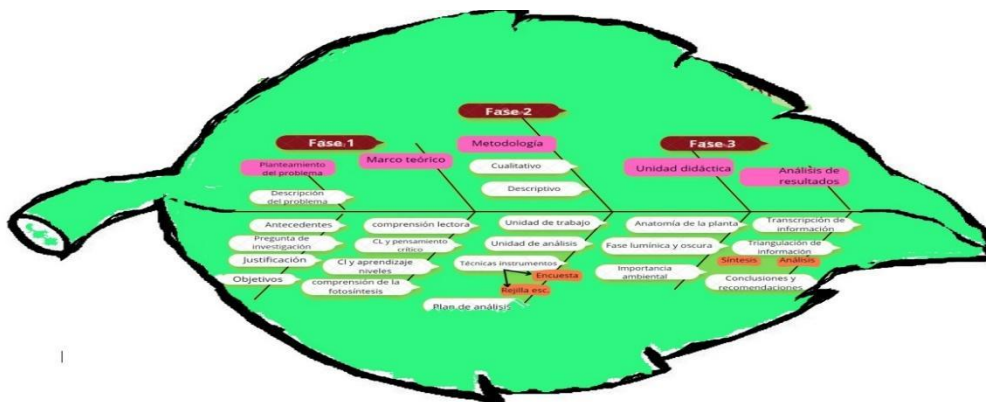 Fase 1
Planteamiento
del problema
Marco teórico
Descripción
del problema
Antecedentes
Pregunta de
investigación
Justificación
Objetivos
comprensión lectora
CL y pensamiento
crítico
Cl y aprendizaje
niveles
comprensión de la
fotosíntesis
Fase 2
Metodología
Cualitativo
Descriptivo
Unidad de trabajo
Unidad de análisis
Técnicas instrumentos
Encuesta
Rejilla esc.
Plan de análisis
Fase 3
Unidad didáctica
Análisis de
resultados
Anatomía de la planta
Fase lumínica y oscura
Importancia
ambiental
Transcripción de
información
Triangulación de
información
Síntesis
Análisis
Conclusiones y
recomendaciones